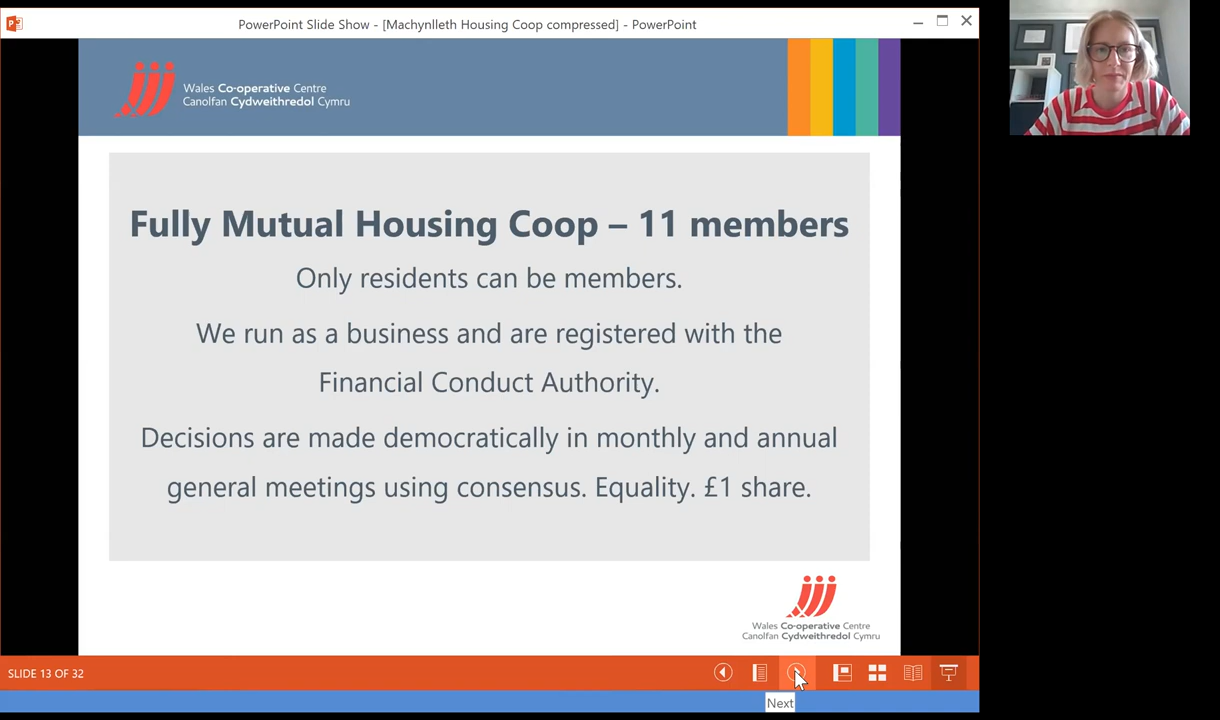 PowerPoint Slide Show - [Machynlleth Housing Coop compressed] - PowerPoint
Wales Co-operative Centre
Canolfan Cydweithredol Cymru
Fully Mutual Housing Coop – 11 members
Only residents can be members.
We run as a business and are registered with the
Financial Conduct Authority.
Decisions are made democratically in monthly and annual
general meetings using consensus. Equality. £1 share.
Wales Co-operative Centre
Canolfan Cydweithredol Cymru
SLIDE 13 OF 32
Next